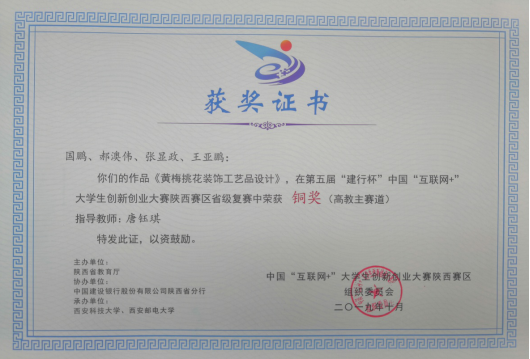 获奖证书
国鹏、郝澳伟、张昱政、王亚鹏：
你们的作品《黄梅挑花装饰工艺品设计》，在第五届“建行杯”中国“互联网+”
大学生创新创业大赛陕西赛区省级复赛中荣获 铜奖（高教主赛道）
指导教师：唐钰琪
特发此证，以资鼓励。
主办单位：
陕西省教育厅
协办单位：
中国建设银行股份有限公司陕西省分行
承办单位：
西安科技大学、西安邮电大学
中国“互联网+”大学生创新创业大赛陕西赛区
组织委员会
二〇一九年十月